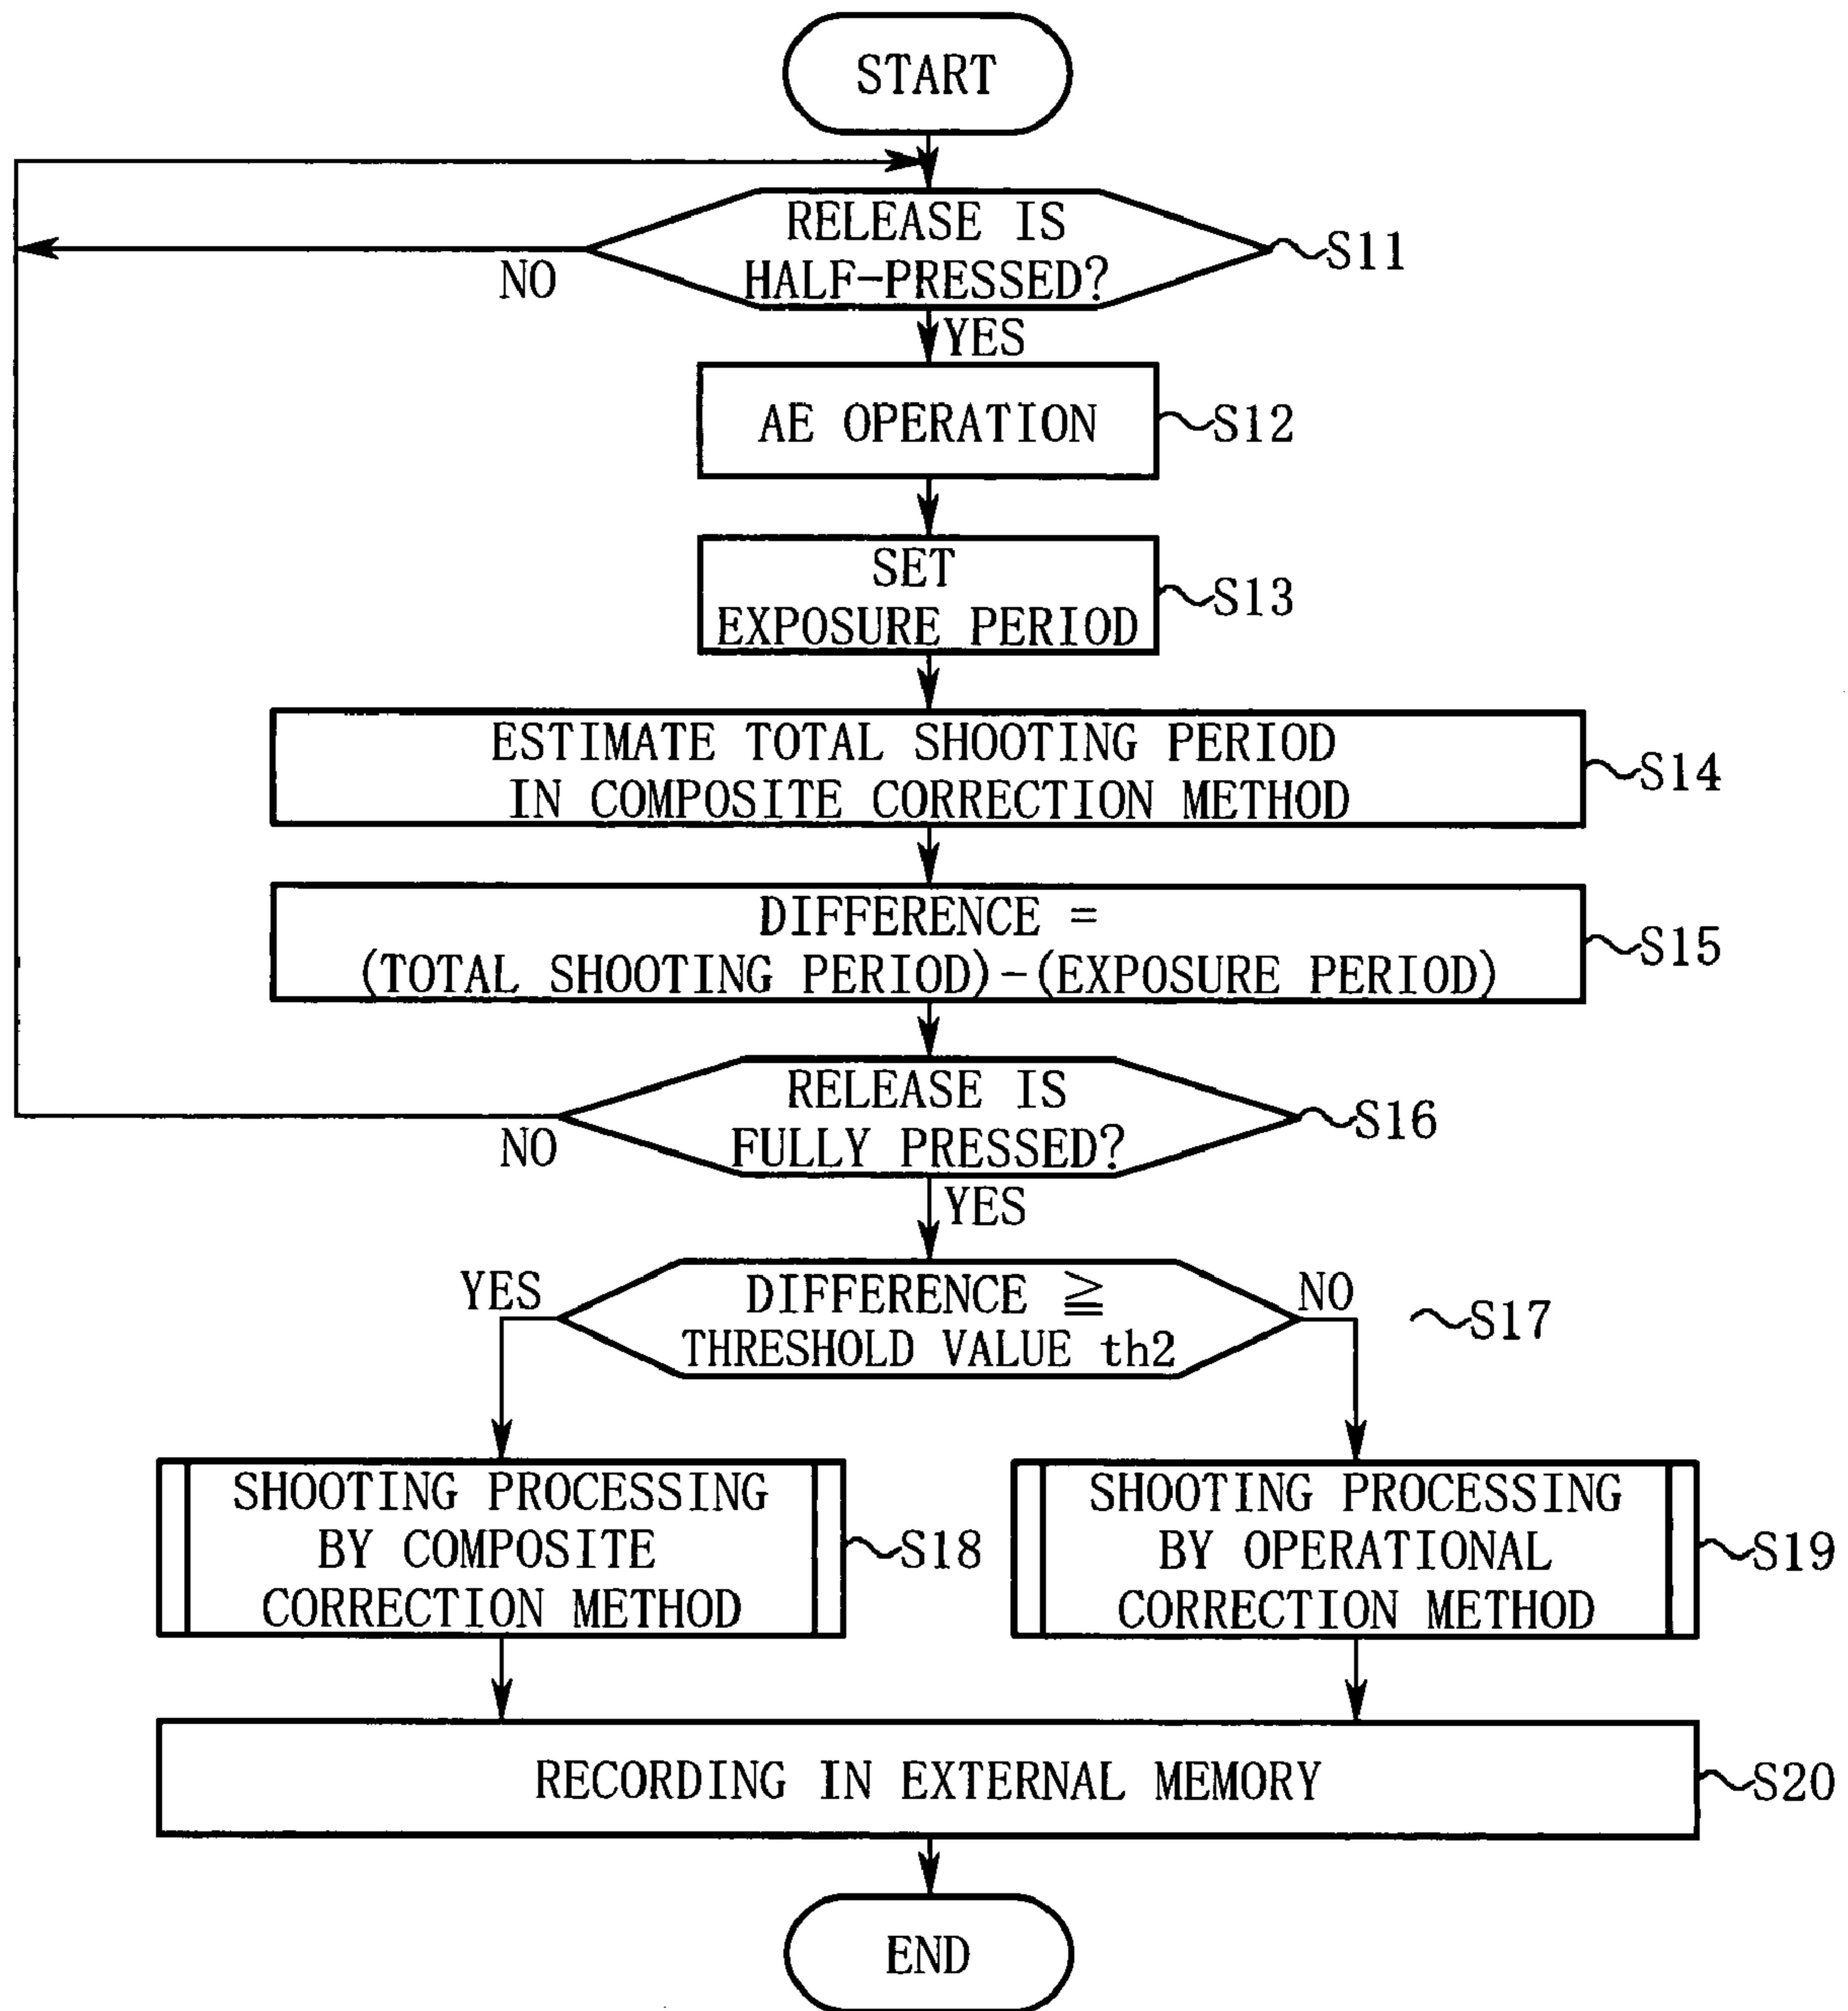 START
RELEASE IS
HALF-PRESSED?
S11
NO
YES
AE OPERATION
S12
SET
EXPOSURE PERIOD
S13
ESTIMATE TOTAL SHOOTING PERIOD
IN COMPOSITE CORRECTION METHOD
S14
DIFFERENCE =
(TOTAL SHOOTING PERIOD)-(EXPOSURE PERIOD)
S15
RELEASE IS
FULLY PRESSED?
S16
NO
YES
YES
DIFFERENCE ≧
THRESHOLD VALUE th2
NO
S17
SHOOTING PROCESSING
BY COMPOSITE
CORRECTION METHOD
S18
SHOOTING PROCESSING
BY OPERATIONAL
CORRECTION METHOD
S19
RECORDING IN EXTERNAL MEMORY
S20
END